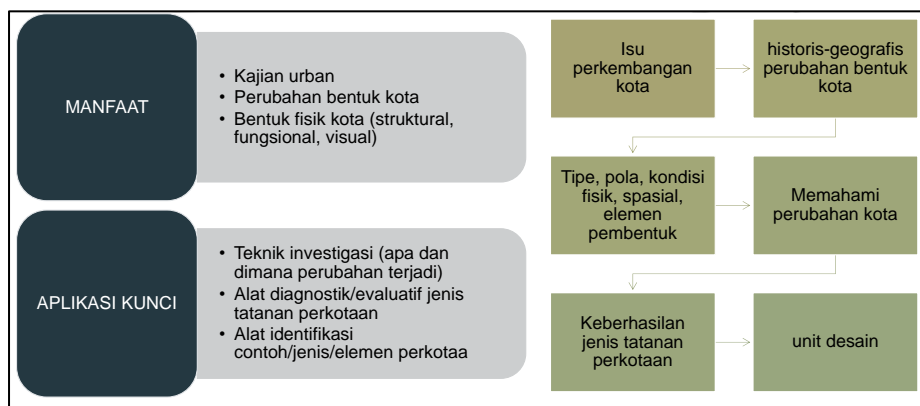 MANFAAT
• Kajian urban
• Perubahan bentuk kota
• Bentuk fisik kota (struktural,
fungsional, visual)
APLIKASI KUNCI
• Teknik investigasi (apa dan
dimana perubahan terjadi)
• Alat diagnostik/evaluatif jenis
tatanan perkotaan
• Alat identifikasi
contoh/jenis/elemen perkotaa
Isu
perkembangan
kota
historis-geografis
perubahan bentuk
kota
Tipe, pola, kondisi
fisik, spasial,
elemen
pembentuk
Memahami
perubahan kota
Keberhasilan
jenis tatanan
perkotaan
unit desain